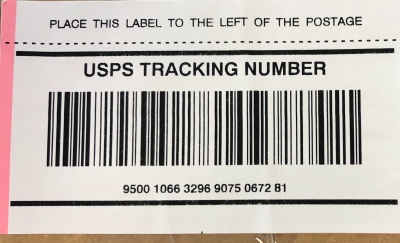 PLACE THIS LABEL TO THE LEFT OF THE POSTAGE
USPS TRACKING NUMBER
9500 1066 3296 9075 0672 81